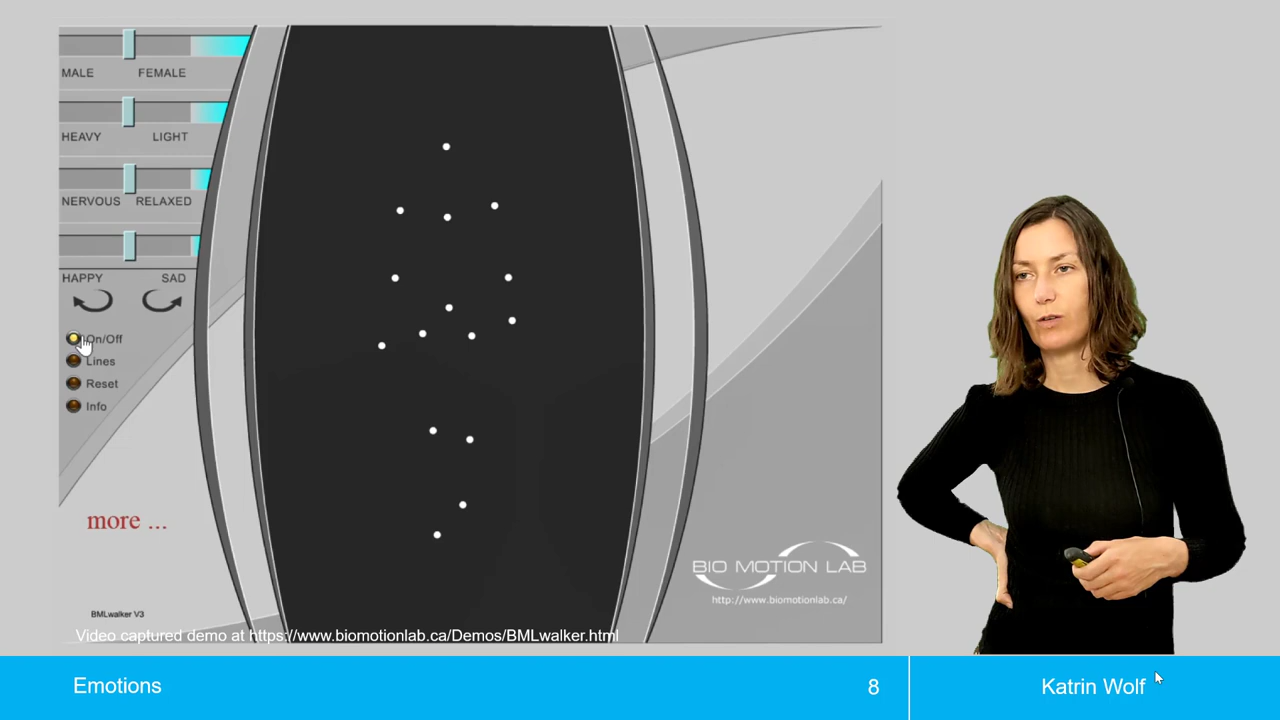 MALE FEMALE
HEAVY LIGHT
NERVOUS RELAXED
HAPPY SAD
On/Off
Lines
Reset
Info
more ...
BIO MOTION LAB
http://www.biomotionlab.ca/
BMLwalker V3
Video captured demo at https://www.biomotionlab.ca/Demos/BMLwalker.html
Emotions 8 Katrin Wolf